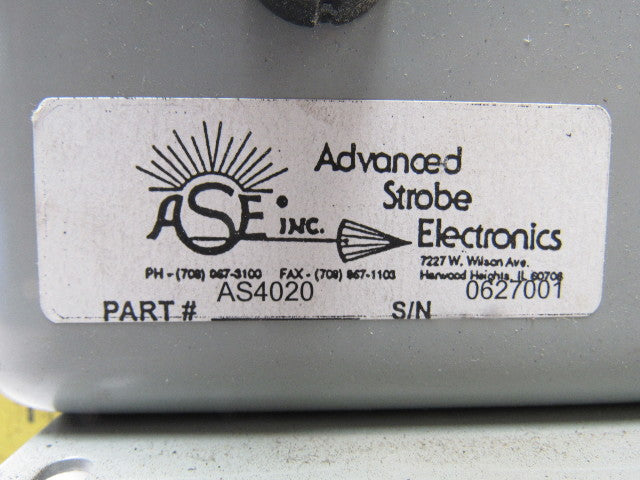 Advanced
Strobe
Electronics
ASE INC.
7227 W. Wilson Ave.
Harwood Heights, IL 60706
PH - (708) 867-3100 FAX - (708) 867-1103
PART # AS4020 S/N 0627001